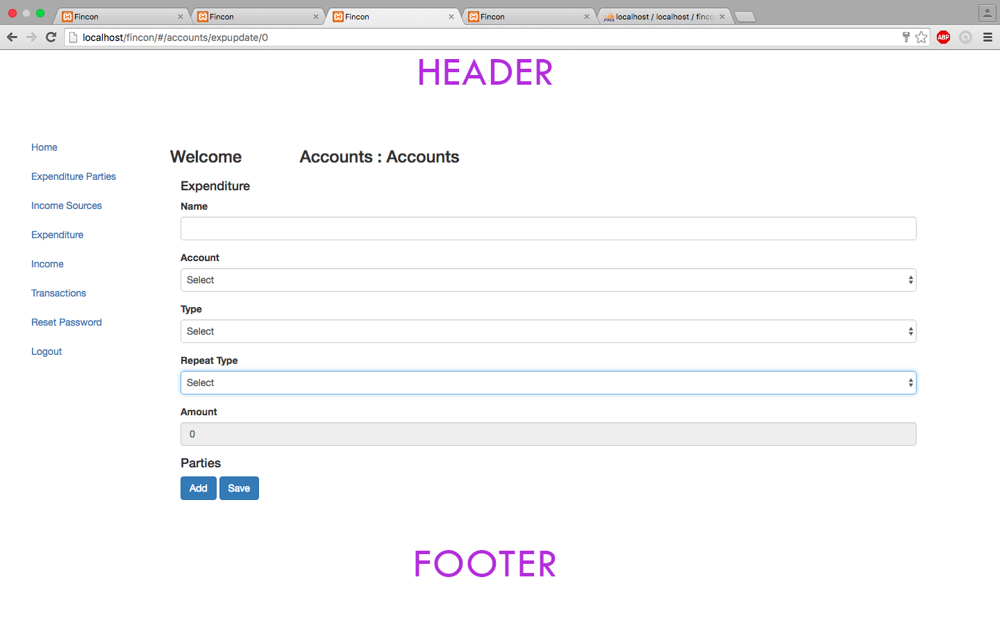 Fincon Fincon Fincon Fincon localhost / localhost / finco
localhost/fincon/#/accounts/expupdate/0
ABP
HEADER
Home
Expenditure Parties
Income Sources
Expenditure
Income
Transactions
Reset Password
Logout
Welcome Accounts : Accounts
Expenditure
Name
Account
Select
Type
Select
Repeat Type
Select
Amount
0
Parties
Add Save
FOOTER